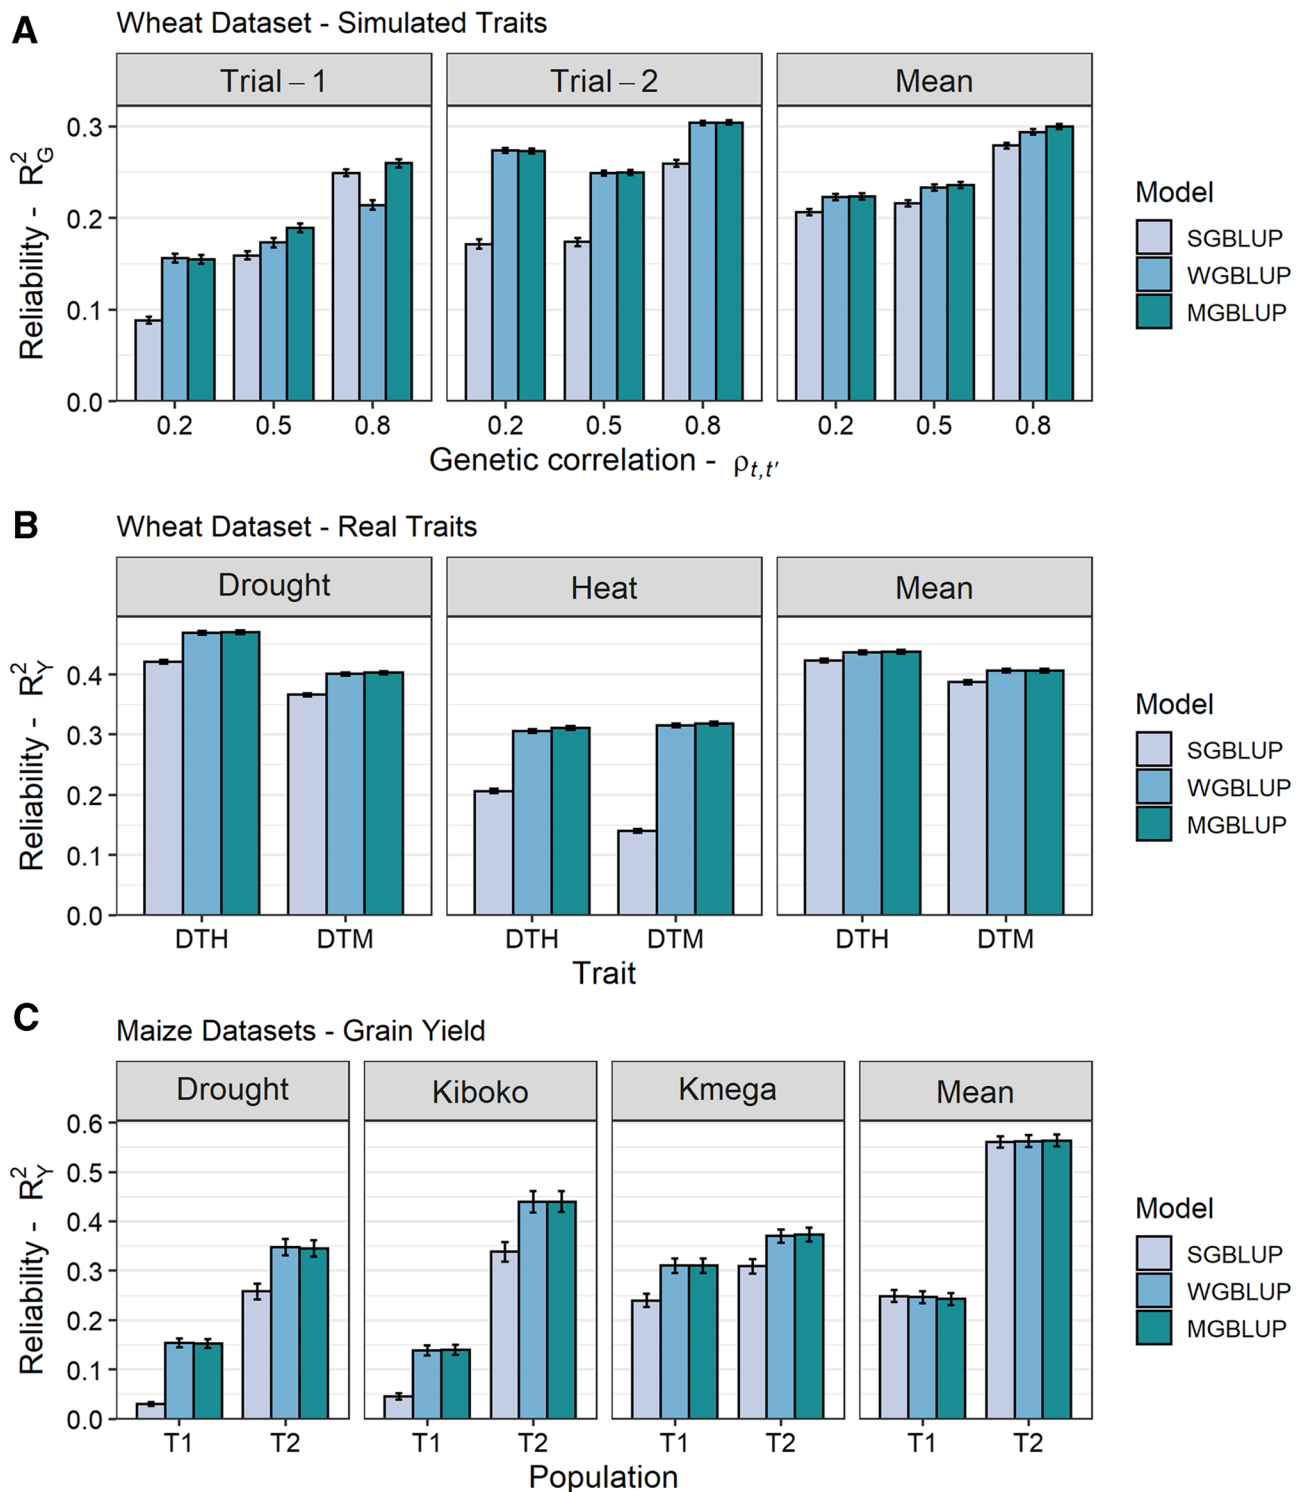 A
Wheat Dataset - Simulated Traits
Trial – 1
Trial – 2
Mean
Reliability - R²G
0.3
0.2
0.1
0.0
0.2 0.5 0.8
0.2 0.5 0.8
0.2 0.5 0.8
Genetic correlation - ρt,t′
Model
SGBLUP
WGBLUP
MGBLUP
B
Wheat Dataset - Real Traits
Drought
Heat
Mean
Reliability - R²Y
0.4
0.3
0.2
0.1
0.0
DTH DTM
DTH DTM
DTH DTM
Trait
Model
SGBLUP
WGBLUP
MGBLUP
C
Maize Datasets - Grain Yield
Drought
Kiboko
Kmega
Mean
Reliability - R²Y
0.6
0.5
0.4
0.3
0.2
0.1
0.0
T1 T2
T1 T2
T1 T2
T1 T2
Population
Model
SGBLUP
WGBLUP
MGBLUP